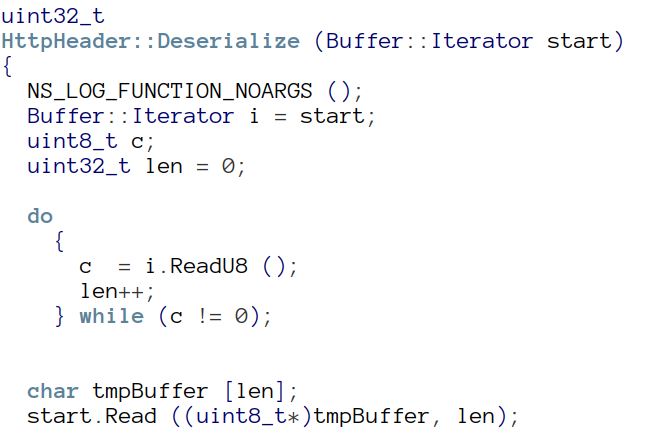 uint32_t
HttpHeader::Deserialize (Buffer::Iterator start)
{
  NS_LOG_FUNCTION_NOARGS ();
  Buffer::Iterator i = start;
  uint8_t c;
  uint32_t len = 0;

  do
    {
      c  = i.ReadU8 ();
      len++;
    } while (c != 0);


  char tmpBuffer [len];
  start.Read ((uint8_t*)tmpBuffer, len);